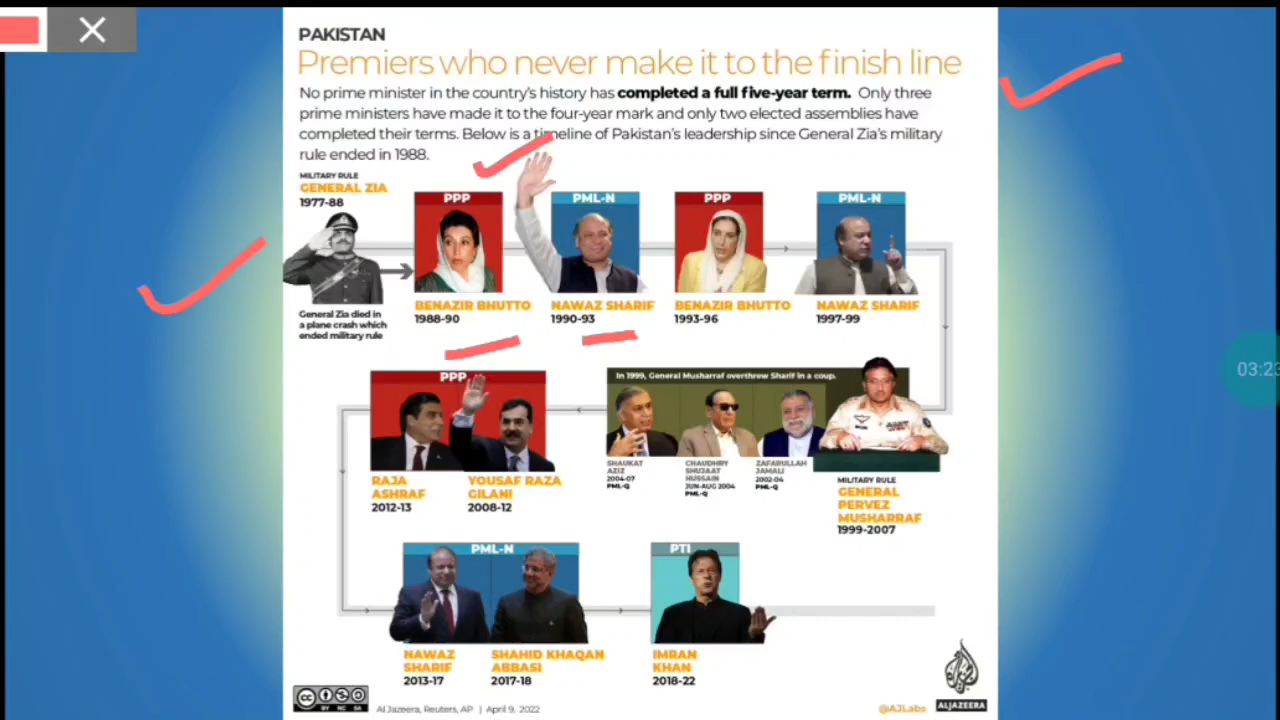 PAKISTAN
Premiers who never make it to the finish line
No prime minister in the country's history has completed a full five-year term. Only three
prime ministers have made it to the four-year mark and only two elected assemblies have
completed their terms. Below is a timeline of Pakistan's leadership since General Zia's military
rule ended in 1988.
MILITARY RULE
GENERAL ZIA
1977-88
General Zia died in
a plane crash which
ended military rule
PPP
BENAZIR BHUTTO
1988-90
PML-N
NAWAZ SHARIF
1990-93
PPP
BENAZIR BHUTTO
1993-96
PML-N
NAWAZ SHARIF
1997-99
03:23
In 1999, General Musharraf overthrew Sharif in a coup.
MILITARY RULE
GENERAL
PERVEZ
MUSHARRAF
1999-2007
ZAFARULLAH
JAMALI
2002-04
PML-Q
CHAUDHRY
SHUJAAT
HUSSAIN
JUN-AUG 2004
PML-Q
SHAUKAT
AZIZ
2004-07
PML-Q
PPP
YOUSAF RAZA
GILANI
2008-12
RAJA
ASHRAF
2012-13
PML-N
NAWAZ
SHARIF
2013-17
SHAHID KHAQAN
ABBASI
2017-18
PTI
IMRAN
KHAN
2018-22
CC BY NC SA
Al Jazeera, Reuters, AP | April 9, 2022
@AJLabs
ALJAZEERA